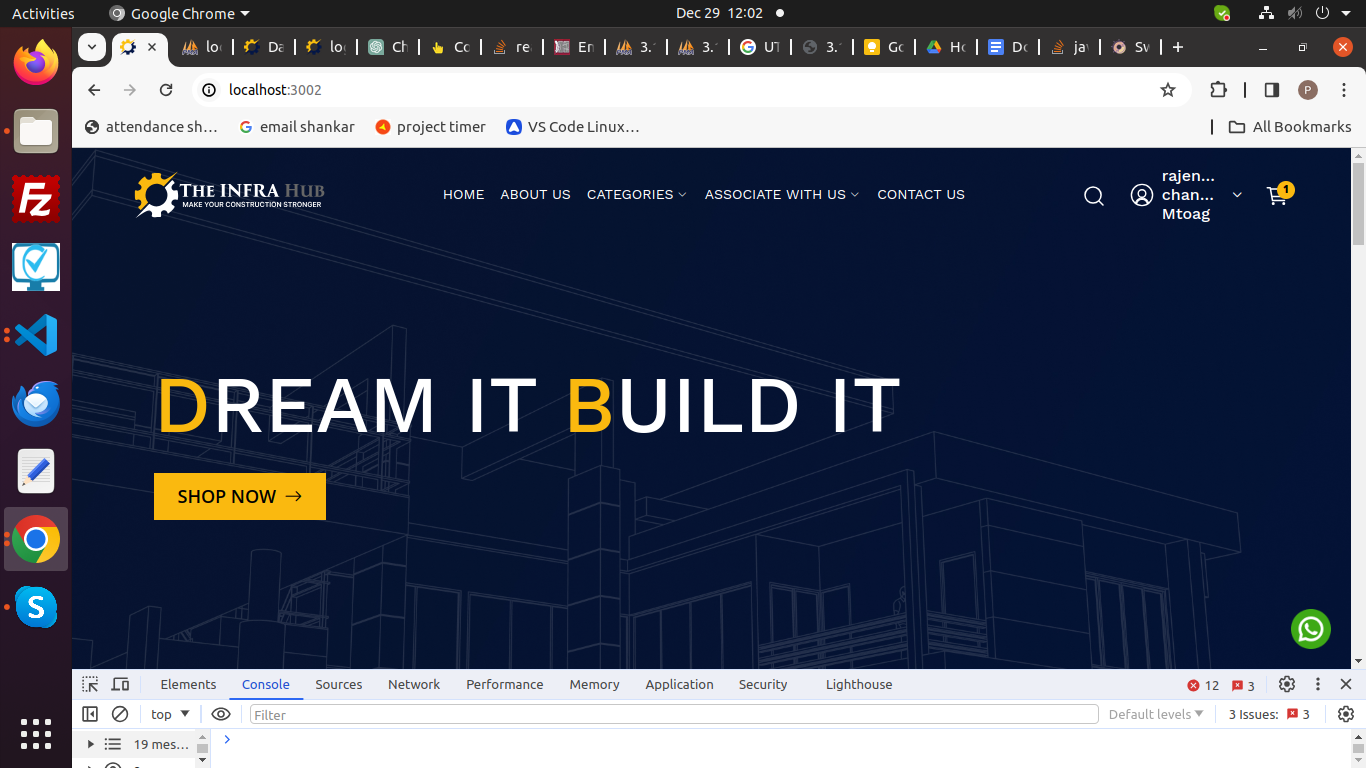 Activities
Google Chrome
Dec 29 12:02
lo
Da
lo
Ch
Co
re
En
3.
3.
UT
3.
Go
Ho
Do
ja
Sv
localhost:3002
P
attendance sh...
email shankar
project timer
VS Code Linux...
All Bookmarks
THE INFRA HUB
MAKE YOUR CONSTRUCTION STRONGER
HOME
ABOUT US
CATEGORIES
ASSOCIATE WITH US
CONTACT US
rajen...
chan...
Mtoag
1
DREAM IT BUILD IT
SHOP NOW
Elements
Console
Sources
Network
Performance
Memory
Application
Security
Lighthouse
12
3
top
Filter
Default levels
3 Issues:
3
19 mes...